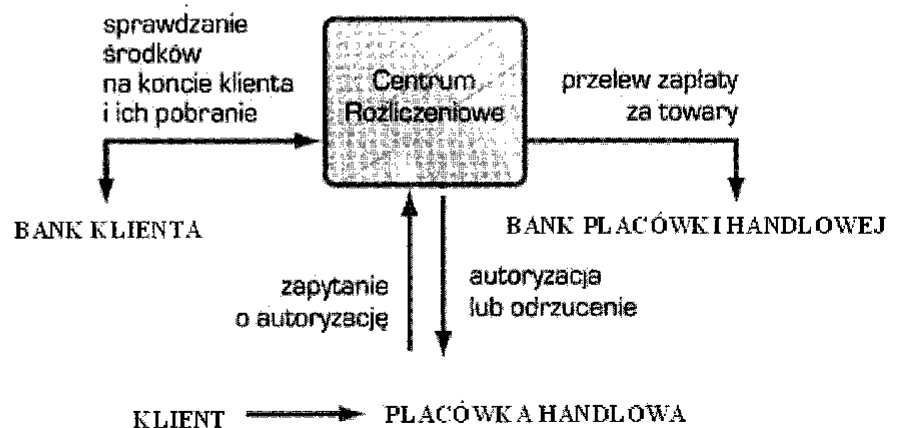 sprawdzanie
środków
na koncie klienta
i ich pobranie
Centrum
Rozliczeniowe
przelew zapłaty
za towary
BANK KLIENTA
BANK PLACÓWKI HANDLOWEJ
zapytanie
o autoryzację
autoryzacja
lub odrzucenie
KLIENT
PLACÓWKA HANDLOWA